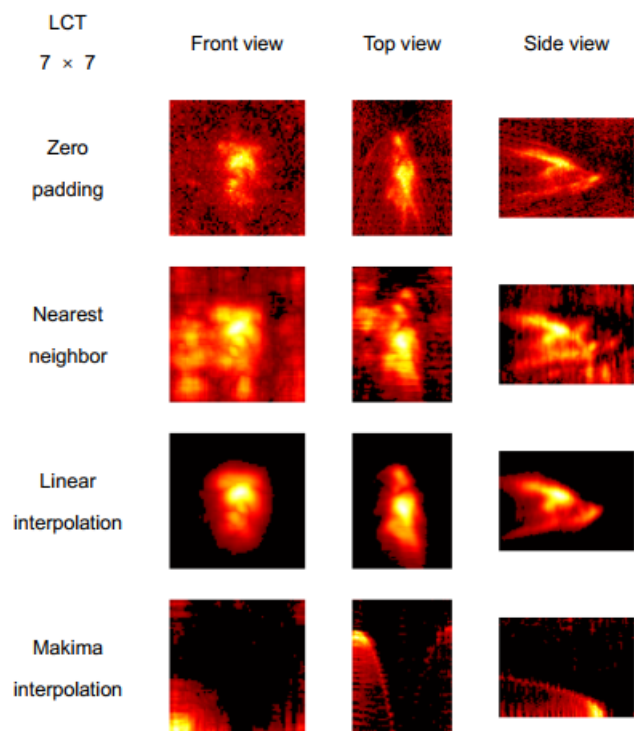 LCT
7 × 7
Front view
Top view
Side view
Zero
padding
Nearest
neighbor
Linear
interpolation
Makima
interpolation